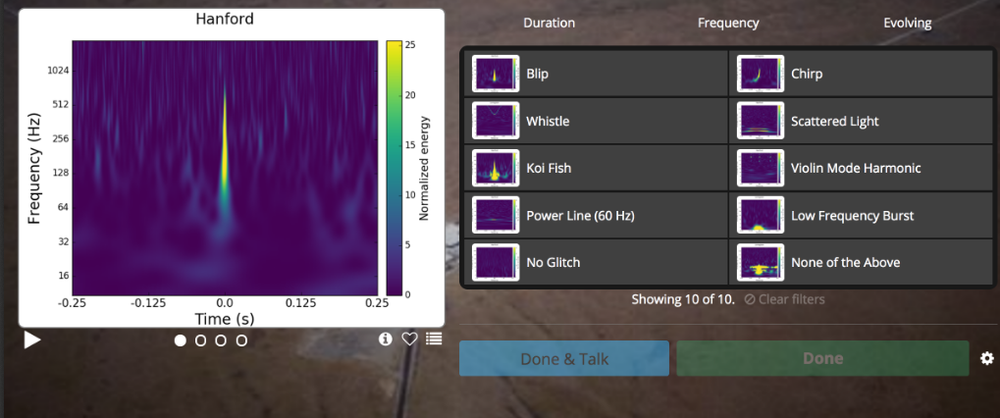 Hanford
Duration
Frequency
Evolving
Frequency (Hz)
1024
512
256
128
64
32
16
-0.25
-0.125
0.0
0.125
0.25
Time (s)
25
20
15
10
5
0
Normalized energy
Blip
Chirp
Whistle
Scattered Light
Koi Fish
Violin Mode Harmonic
Power Line (60 Hz)
Low Frequency Burst
No Glitch
None of the Above
Showing 10 of 10. Clear filters
Done & Talk
Done